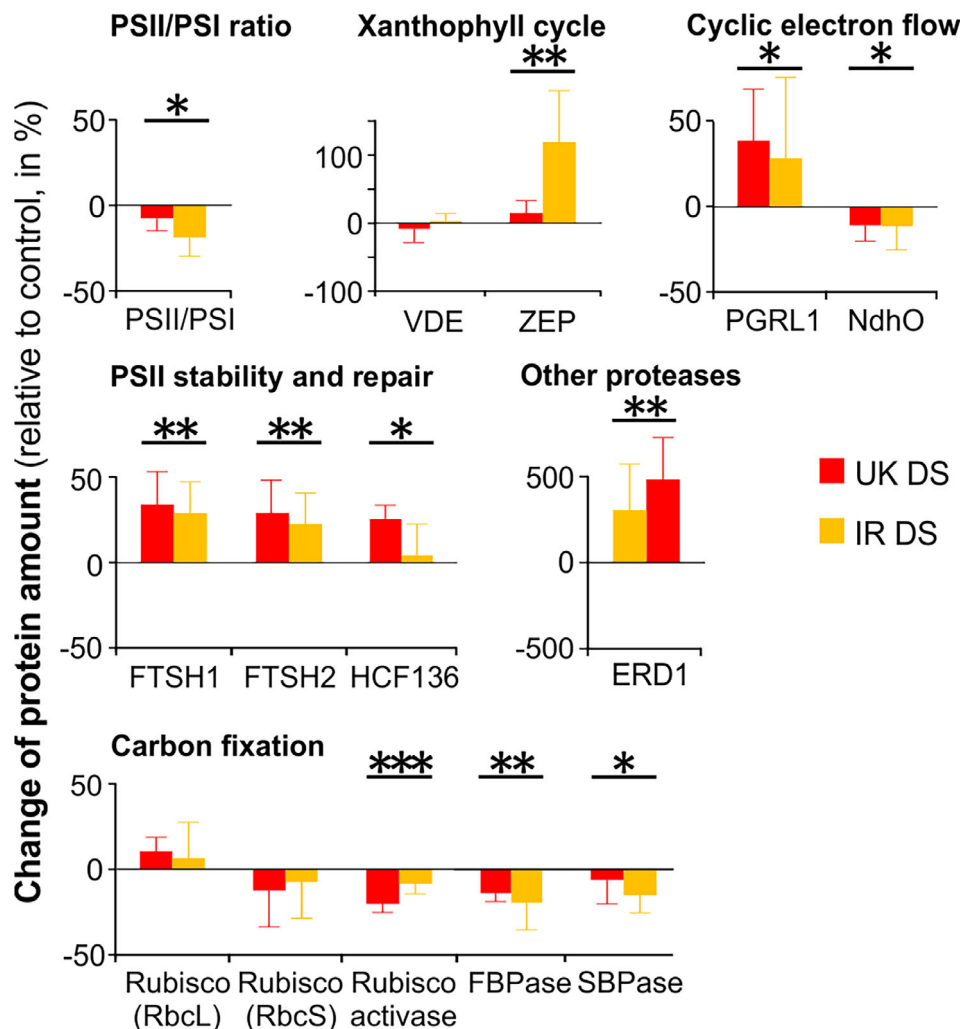 PSII/PSI ratio
Xanthophyll cycle
Cyclic electron flow
*
**
*
*
50
0
-50
100
0
-100
50
0
-50
PSII/PSI
VDE
ZEP
PGRL1
NdhO
PSII stability and repair
Other proteases
**
**
*
**
50
0
-50
500
0
-500
FTSH1
FTSH2
HCF136
ERD1
UK DS
IR DS
Carbon fixation
***
**
*
50
0
-50
Rubisco
(RbcL)
Rubisco
(RbcS)
Rubisco
activase
FBPase
SBPase
Change of protein amount (relative to control, in %)